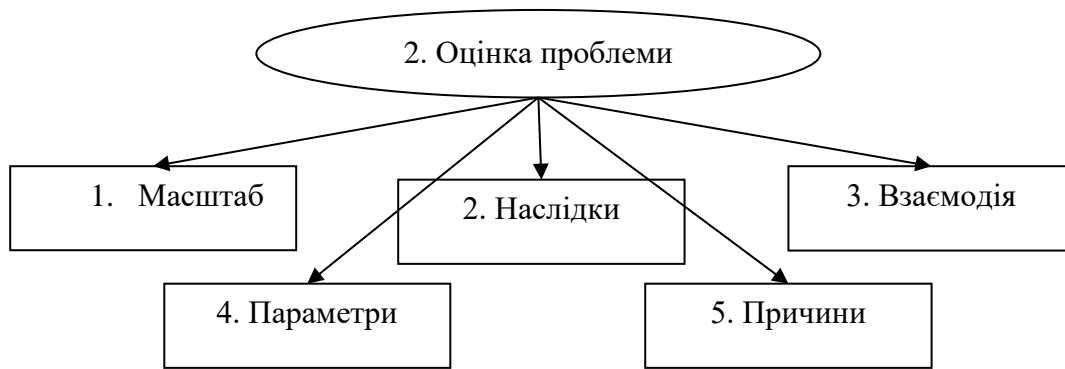 2. Оцінка проблеми
1. Масштаб
2. Наслідки
3. Взаємодія
4. Параметри
5. Причини